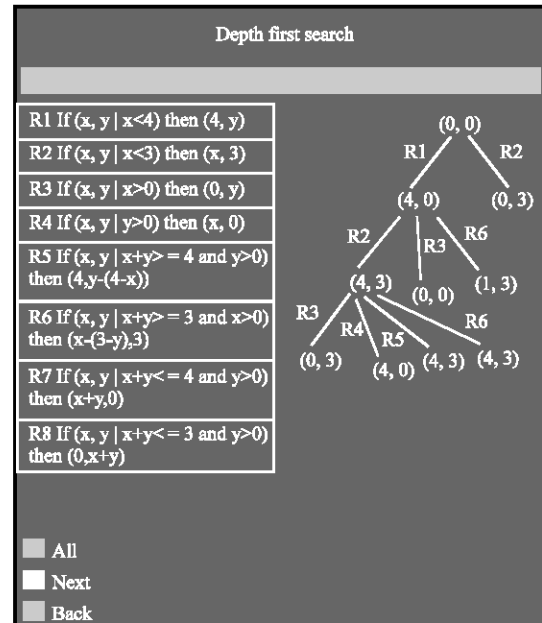 Depth first search
R1 If (x, y | x<4) then (4, y)
R2 If (x, y | x<3) then (x, 3)
R3 If (x, y | x>0) then (0, y)
R4 If (x, y | y>0) then (x, 0)
R5 If (x, y | x+y> = 4 and y>0)
then (4,y-(4-x))
R6 If (x, y | x+y> = 3 and x>0)
then (x-(3-y),3)
R7 If (x, y | x+y< = 4 and y>0)
then (x+y,0)
R8 If (x, y | x+y< = 3 and y>0)
then (0,x+y)
(0, 0)
R1 R2
(4, 0) (0, 3)
R2 R3 R6
(4, 3) (0, 0) (1, 3)
R3 R4 R5 R6
(0, 3) (4, 0) (4, 3) (4, 3)
All
Next
Back